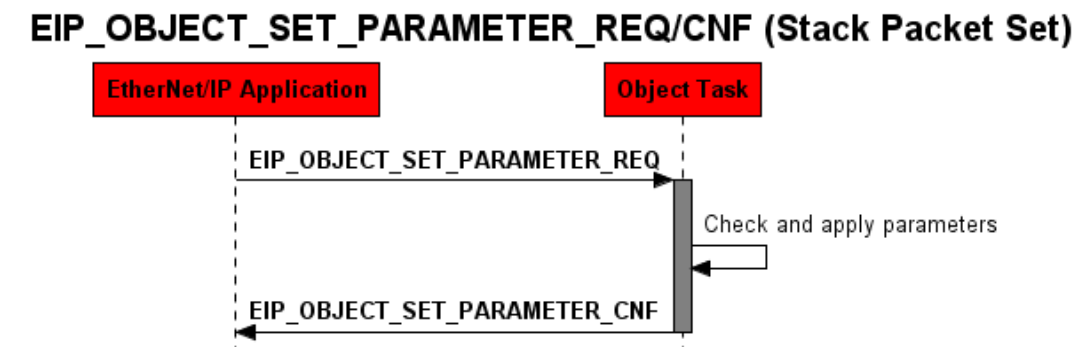 EIP_OBJECT_SET_PARAMETER_REQ/CNF (Stack Packet Set)
EtherNet/IP Application
Object Task
EIP_OBJECT_SET_PARAMETER_REQ
Check and apply parameters
EIP_OBJECT_SET_PARAMETER_CNF